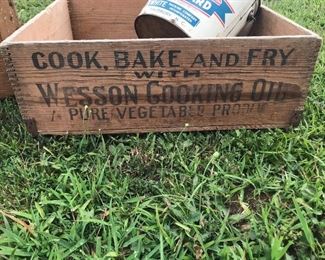 COOK, BAKE AND FRY
WITH
WESSON COOKING OIL
A PURE VEGETABLE PRODUCT